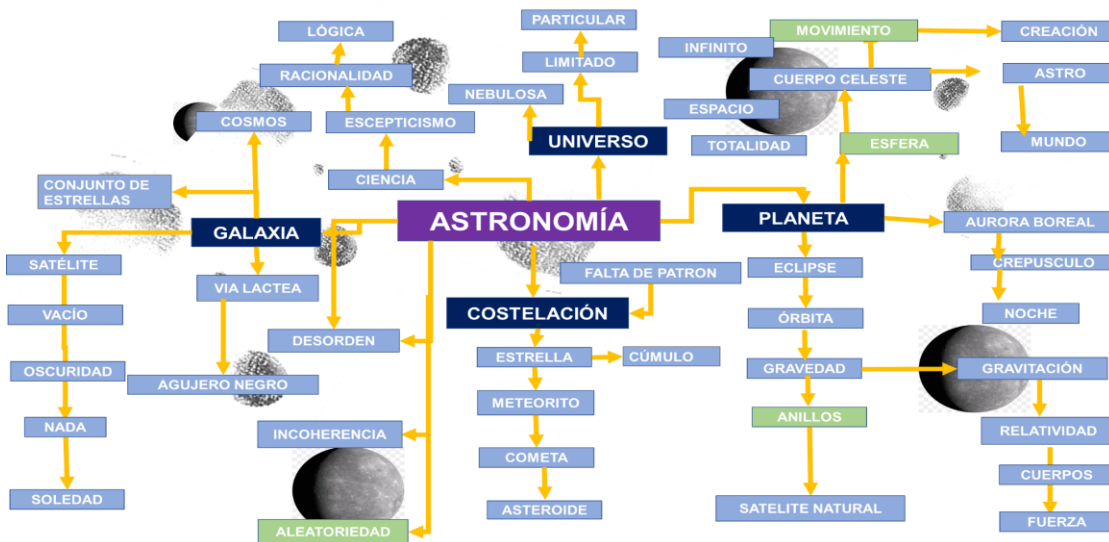 PARTICULAR
LÓGICA
MOVIMIENTO
CREACIÓN
INFINITO
LIMITADO
RACIONALIDAD
CUERPO CELESTE
ASTRO
NEBULOSA
ESPACIO
COSMOS
ESCEPTICISMO
UNIVERSO
TOTALIDAD
ESFERA
MUNDO
CIENCIA
CONJUNTO DE
ESTRELLAS
GALAXIA
ASTRONOMÍA
PLANETA
AURORA BOREAL
SATÉLITE
ECLIPSE
CREPUSCULO
FALTA DE PATRON
VIA LACTEA
VACÍO
COSTELACIÓN
ÓRBITA
NOCHE
DESORDEN
ESTRELLA
CÚMULO
OSCURIDAD
AGUJERO NEGRO
GRAVEDAD
GRAVITACIÓN
METEORITO
ANILLOS
NADA
INCOHERENCIA
RELATIVIDAD
COMETA
CUERPOS
SOLEDAD
ASTEROIDE
SATELITE NATURAL
FUERZA
ALEATORIEDAD